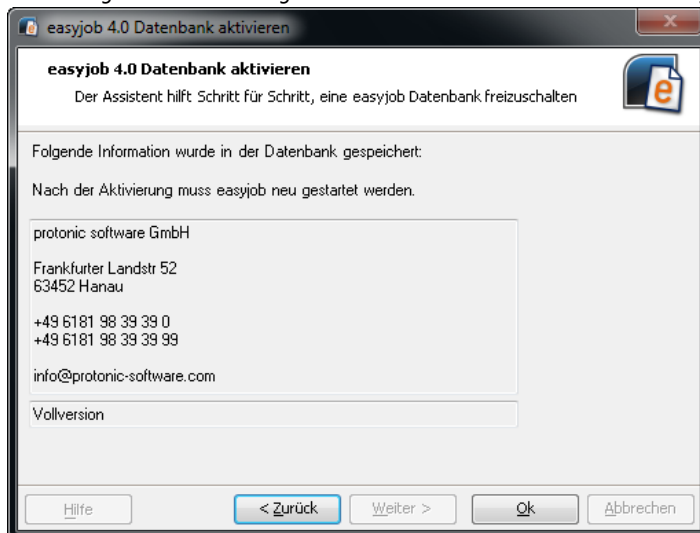 easyjob 4.0 Datenbank aktivieren
easyjob 4.0 Datenbank aktivieren
Der Assistent hilft Schritt für Schritt, eine easyjob Datenbank freizuschalten
Folgende Information wurde in der Datenbank gespeichert:
Nach der Aktivierung muss easyjob neu gestartet werden.
protonic software GmbH
Frankfurter Landstr 52
63452 Hanau
+49 6181 98 39 39 0
+49 6181 98 39 39 99
info@protonic-software.com
Vollversion
Hilfe
< Zurück
Weiter >
Ok
Abbrechen